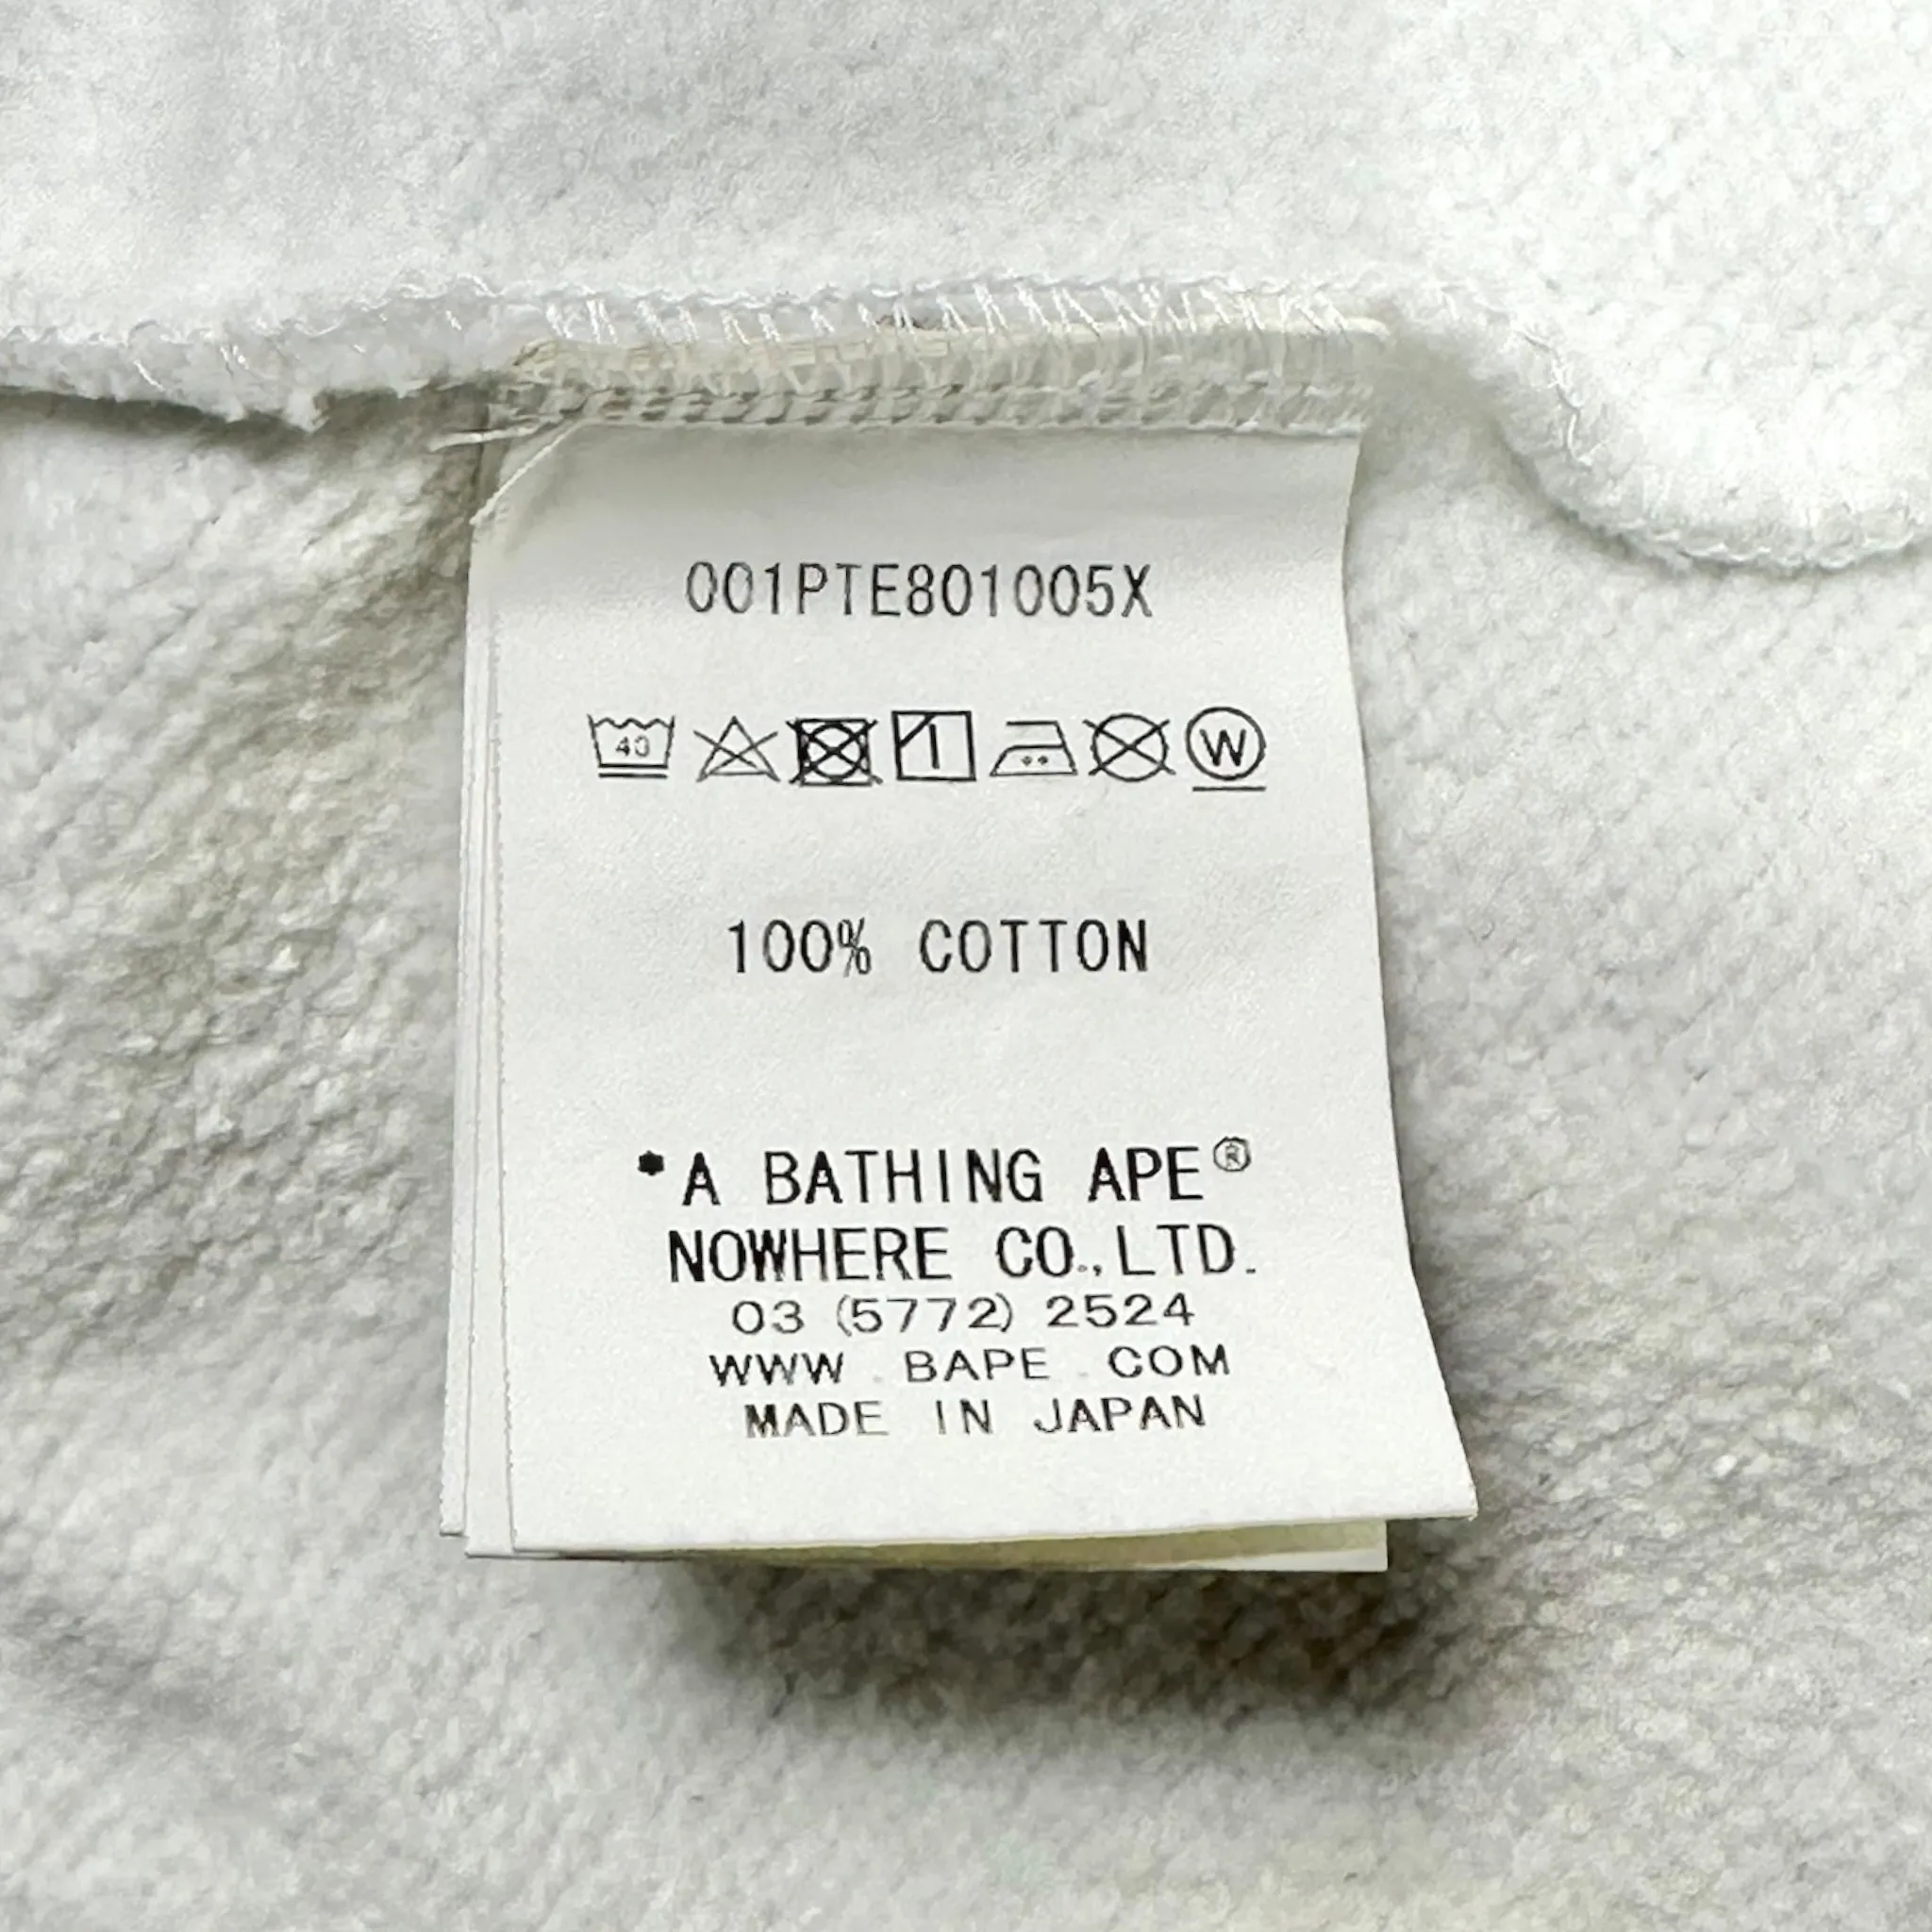 001PTE801005X
40 W
100% COTTON
*A BATHING APE®
NOWHERE CO.,LTD.
03 (5772) 2524
WWW.BAPE.COM
MADE IN JAPAN